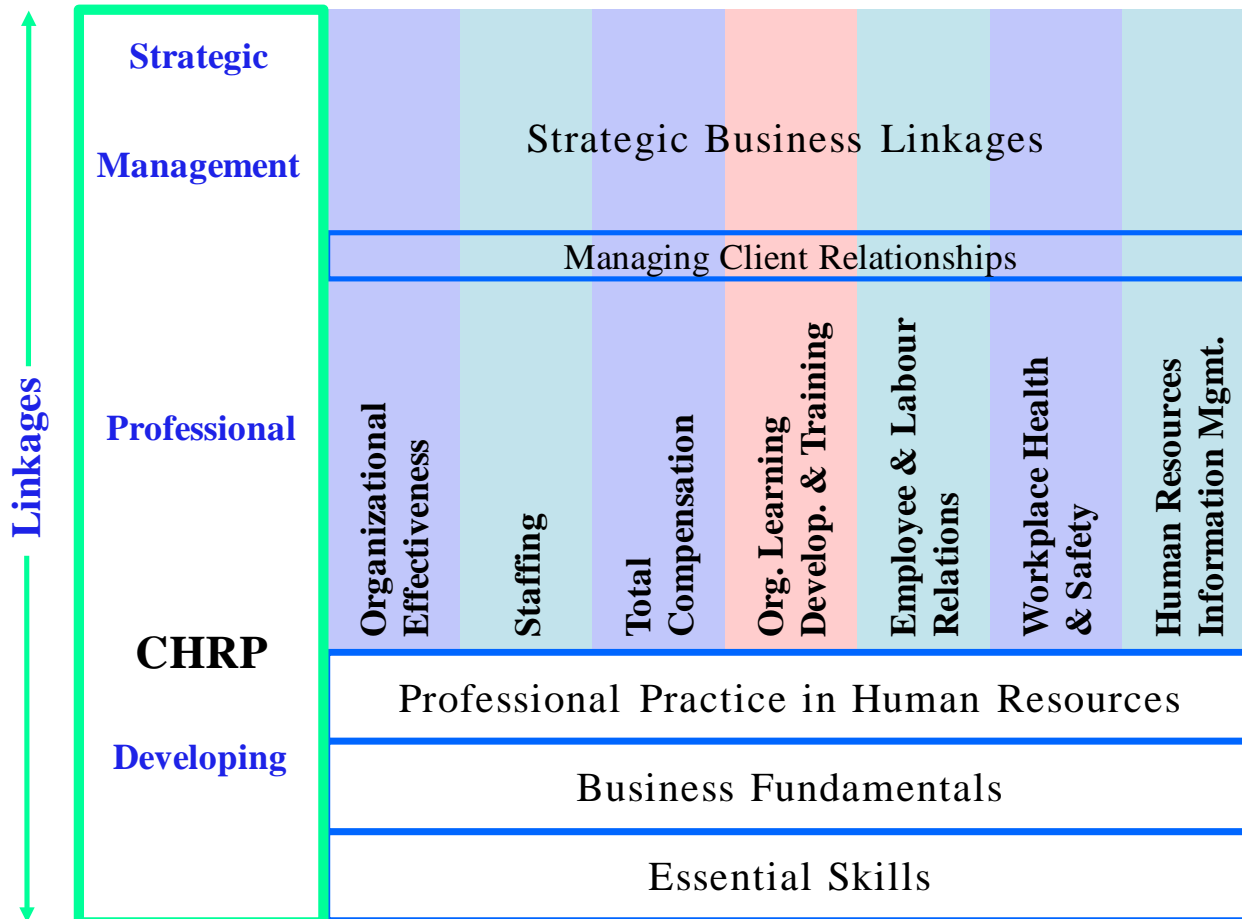 Linkages
Strategic
Management
Professional
CHRP
Developing
Strategic Business Linkages
Managing Client Relationships
Organizational
Effectiveness
Staffing
Total
Compensation
Org. Learning
Develop. & Training
Employee & Labour
Relations
Workplace Health
& Safety
Human Resources
Information Mgmt.
Professional Practice in Human Resources
Business Fundamentals
Essential Skills